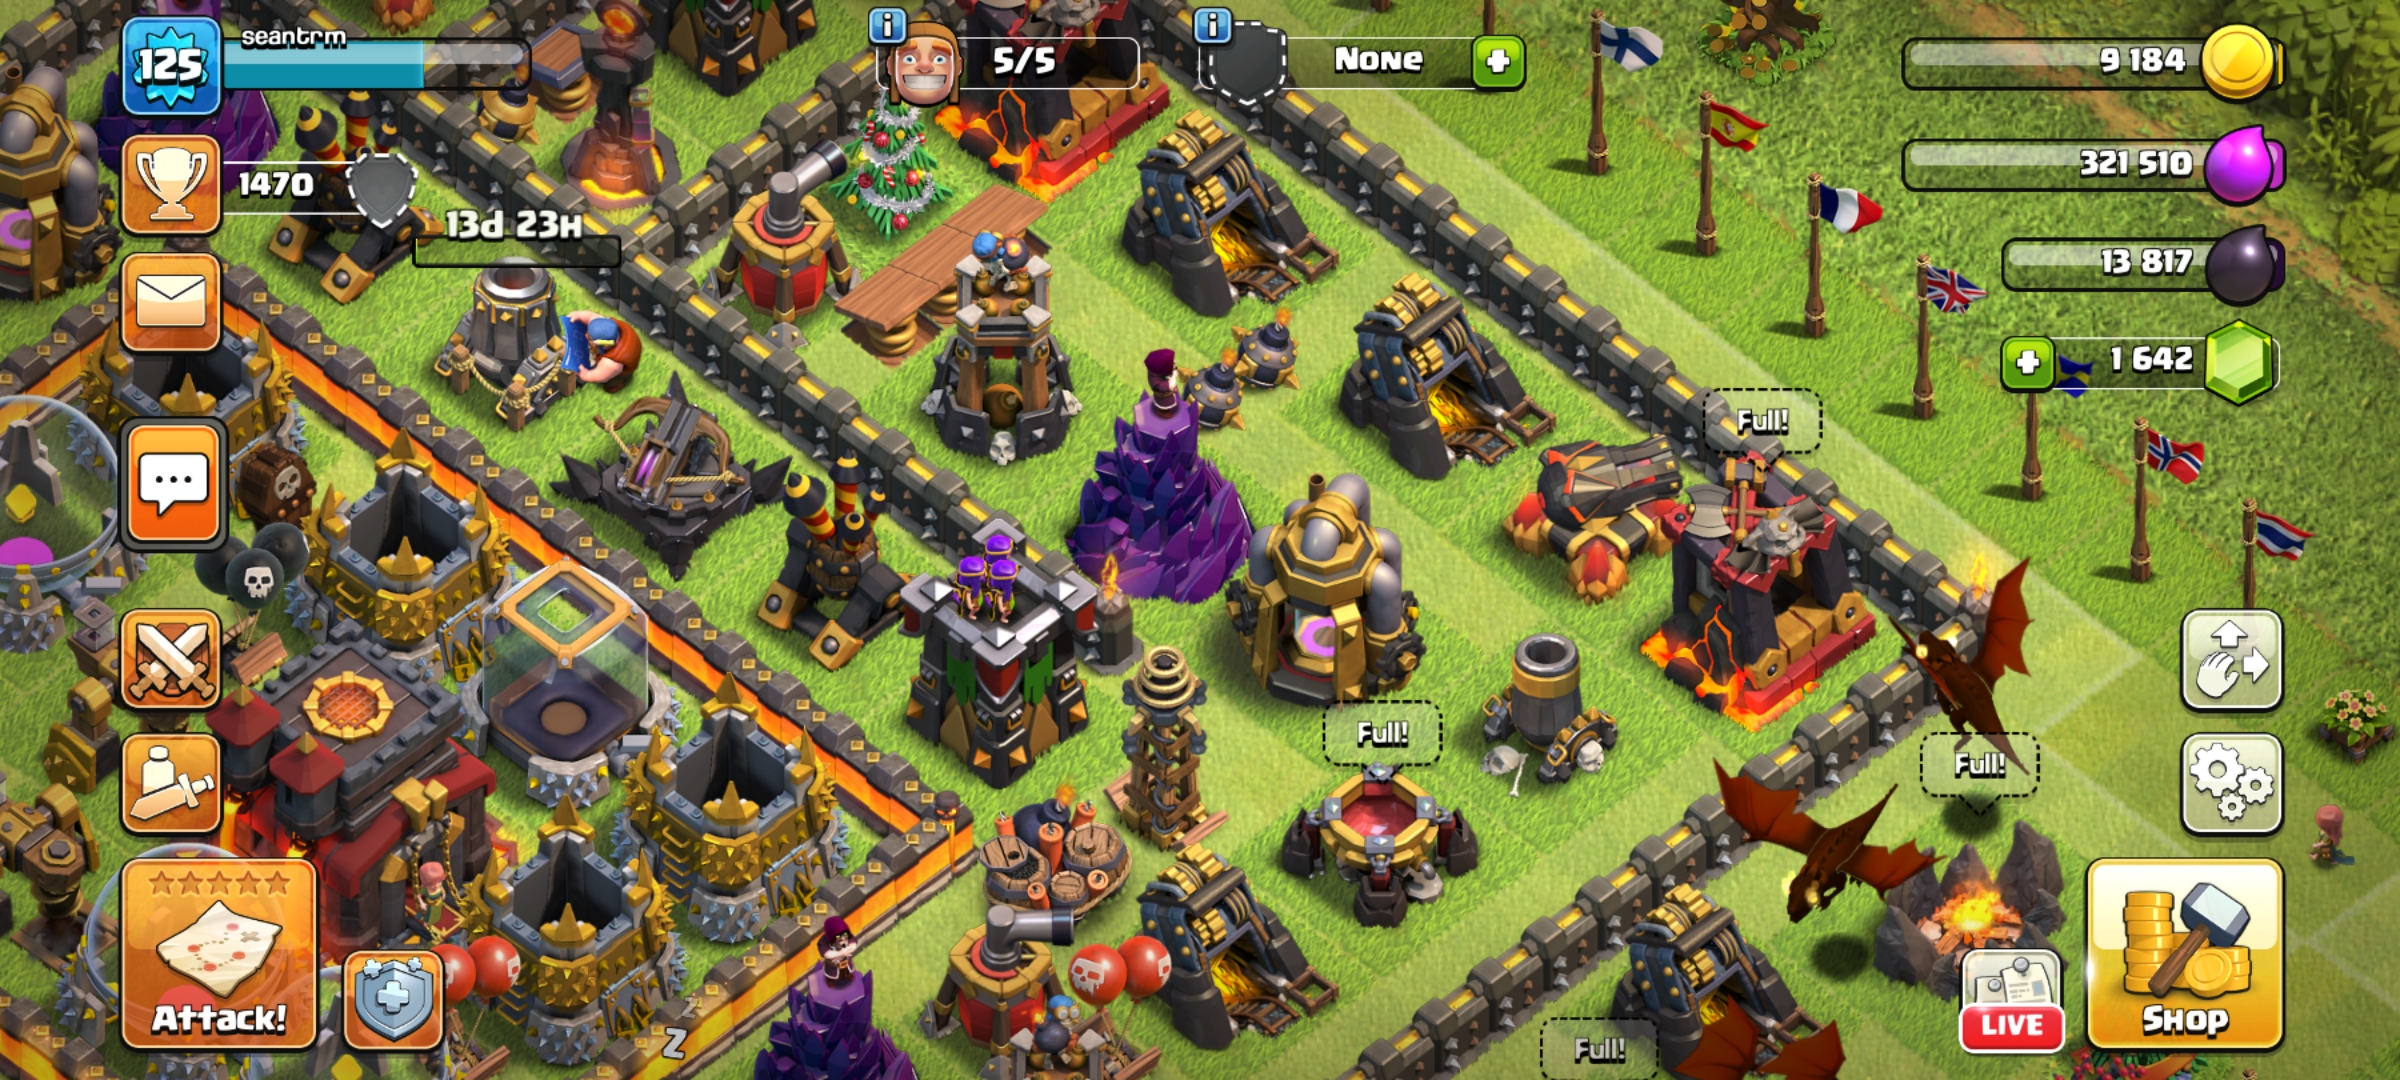 125
seantrm
5/5
None
9 184
1470
321 510
13d 23H
13 817
1 642
Full!
Full!
Full!
Attack!
Z
Z
LIVE
Shop
Full!